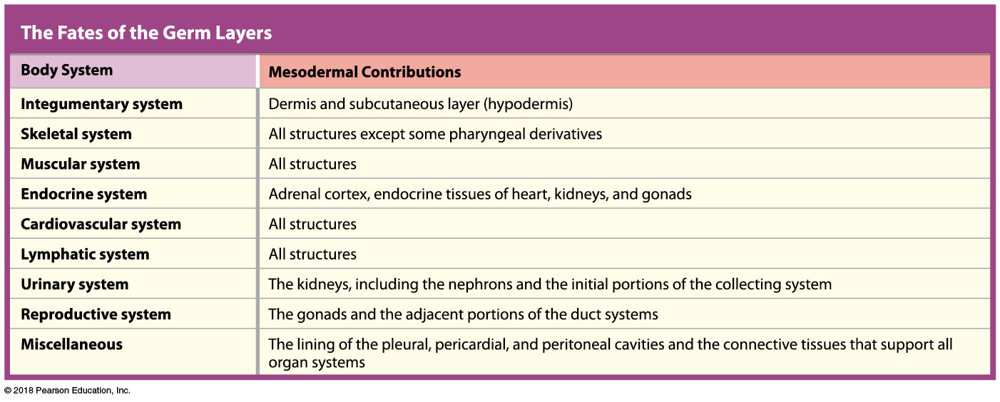 The Fates of the Germ Layers
Body System
Mesodermal Contributions
Integumentary system
Dermis and subcutaneous layer (hypodermis)
Skeletal system
All structures except some pharyngeal derivatives
Muscular system
All structures
Endocrine system
Adrenal cortex, endocrine tissues of heart, kidneys, and gonads
Cardiovascular system
All structures
Lymphatic system
All structures
Urinary system
The kidneys, including the nephrons and the initial portions of the collecting system
Reproductive system
The gonads and the adjacent portions of the duct systems
Miscellaneous
The lining of the pleural, pericardial, and peritoneal cavities and the connective tissues that support all
organ systems
© 2018 Pearson Education, Inc.